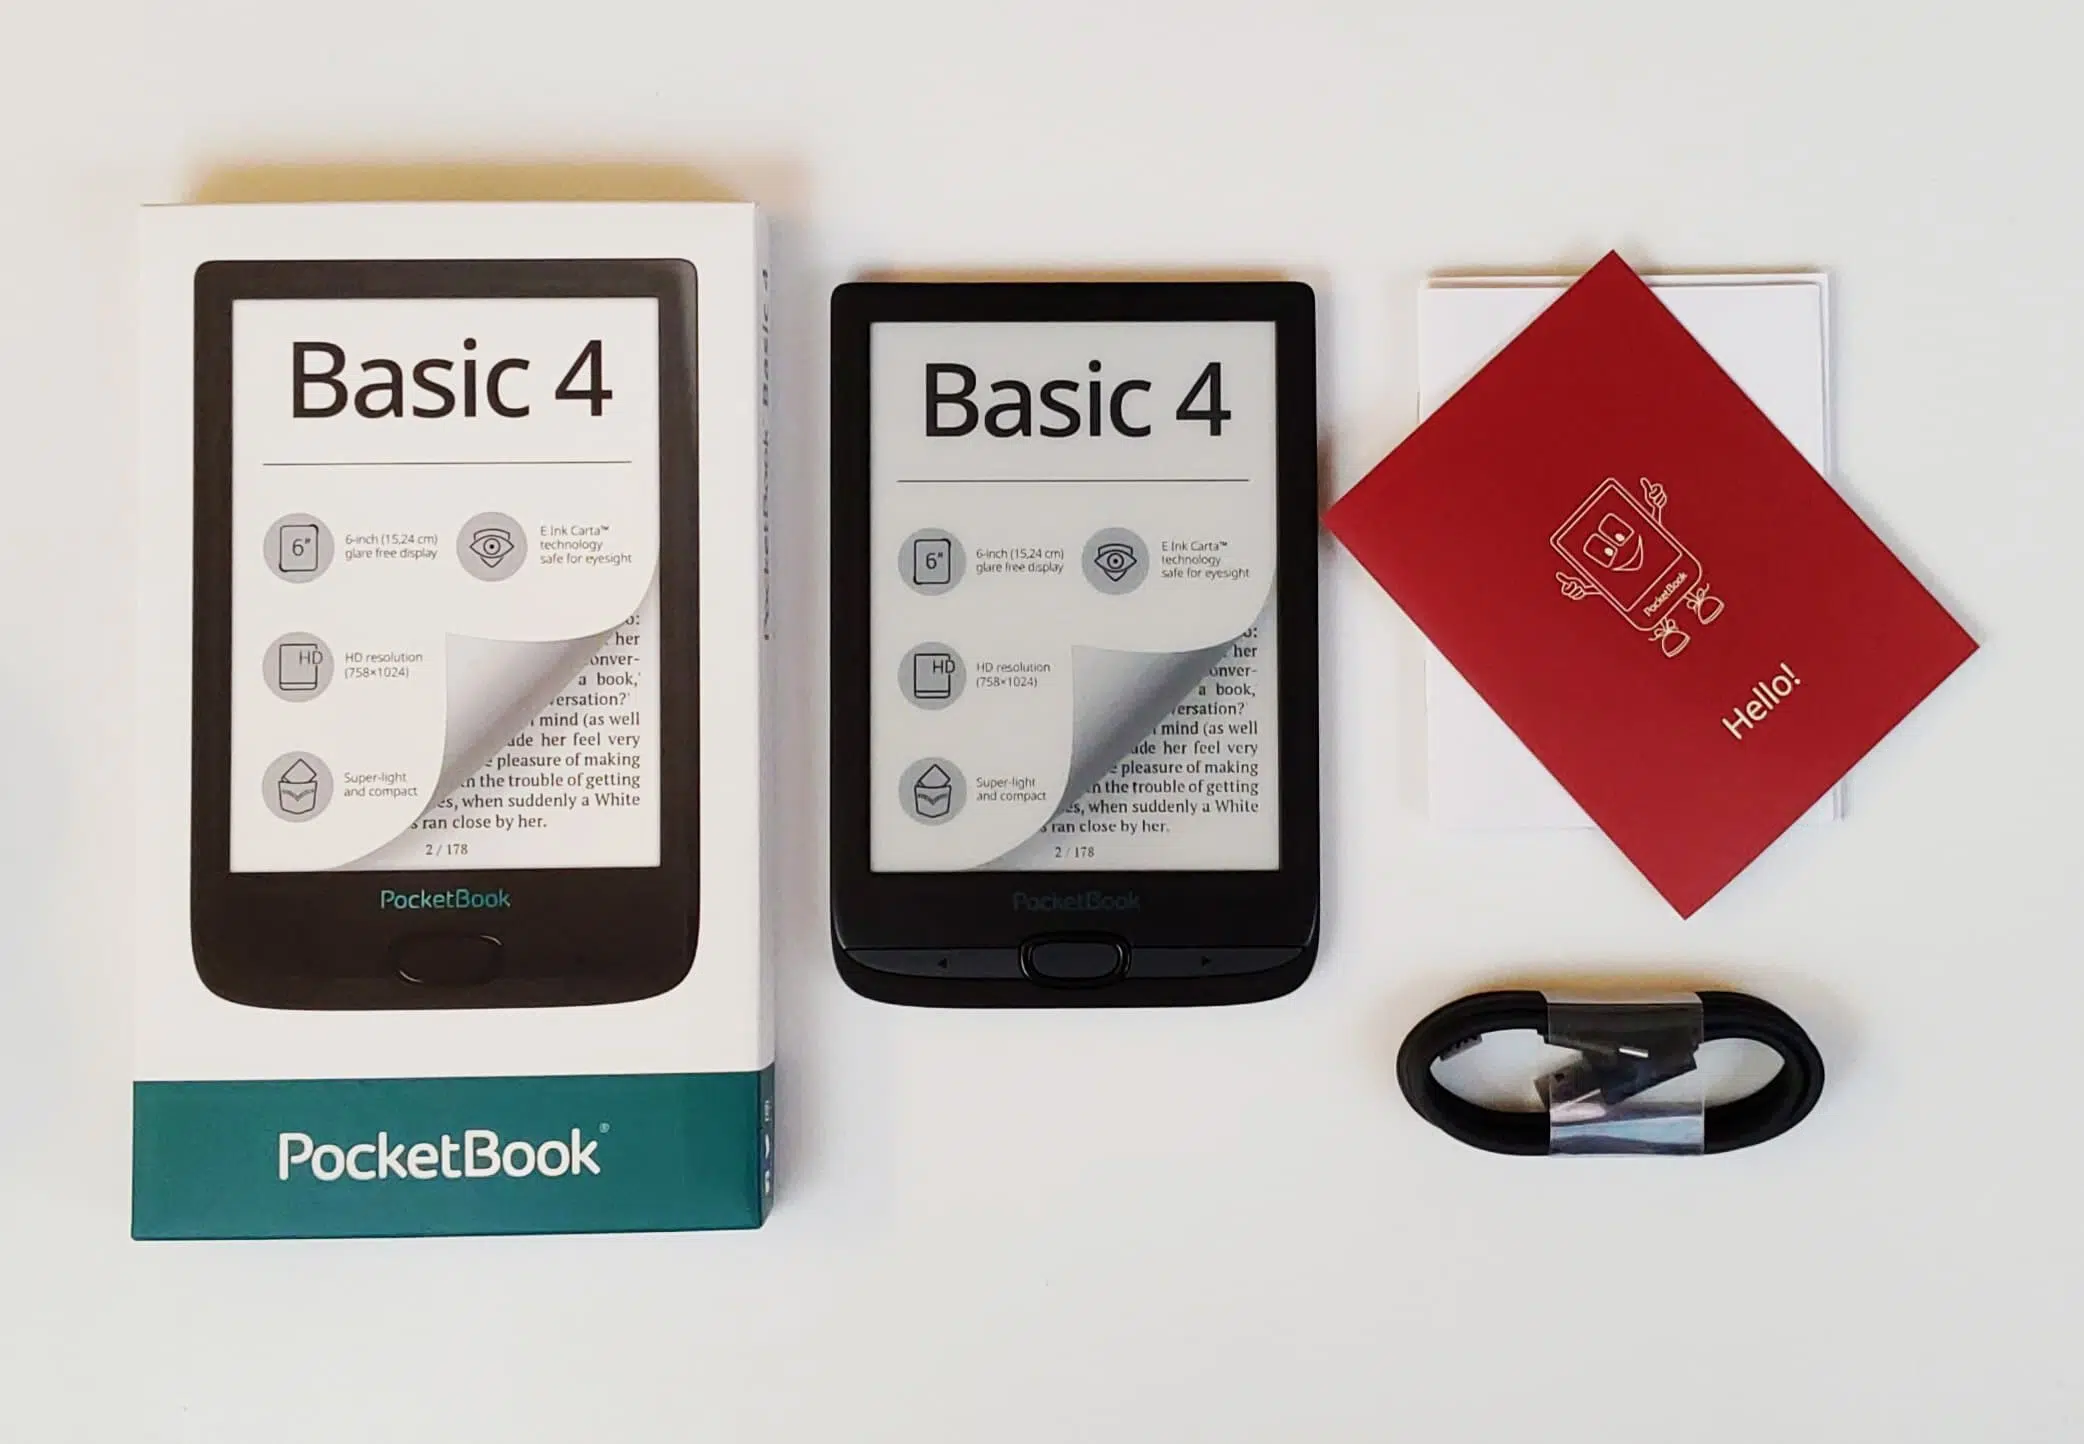 Basic 4
6"
6-inch (15,24 cm)
glare free display
E Ink Carta™
technology
safe for eyesight
HD
HD resolution
(758×1024)
Super-light
and compact
o:
her
onver-
a book,'
versation?'
mind (as well
ade her feel very
pleasure of making
the trouble of getting
es, when suddenly a White
s ran close by her.
2 / 178
PocketBook
PocketBook®
PocketBook Basic 4
Basic 4
6"
6-inch (15,24 cm)
glare free display
E Ink Carta™
technology
safe for eyesight
HD
HD resolution
(758×1024)
Super-light
and compact
o:
her
onver-
a book,'
versation?'
mind (as well
ade her feel very
pleasure of making
the trouble of getting
es, when suddenly a White
s ran close by her.
2 / 178
PocketBook
PocketBook
Hello!